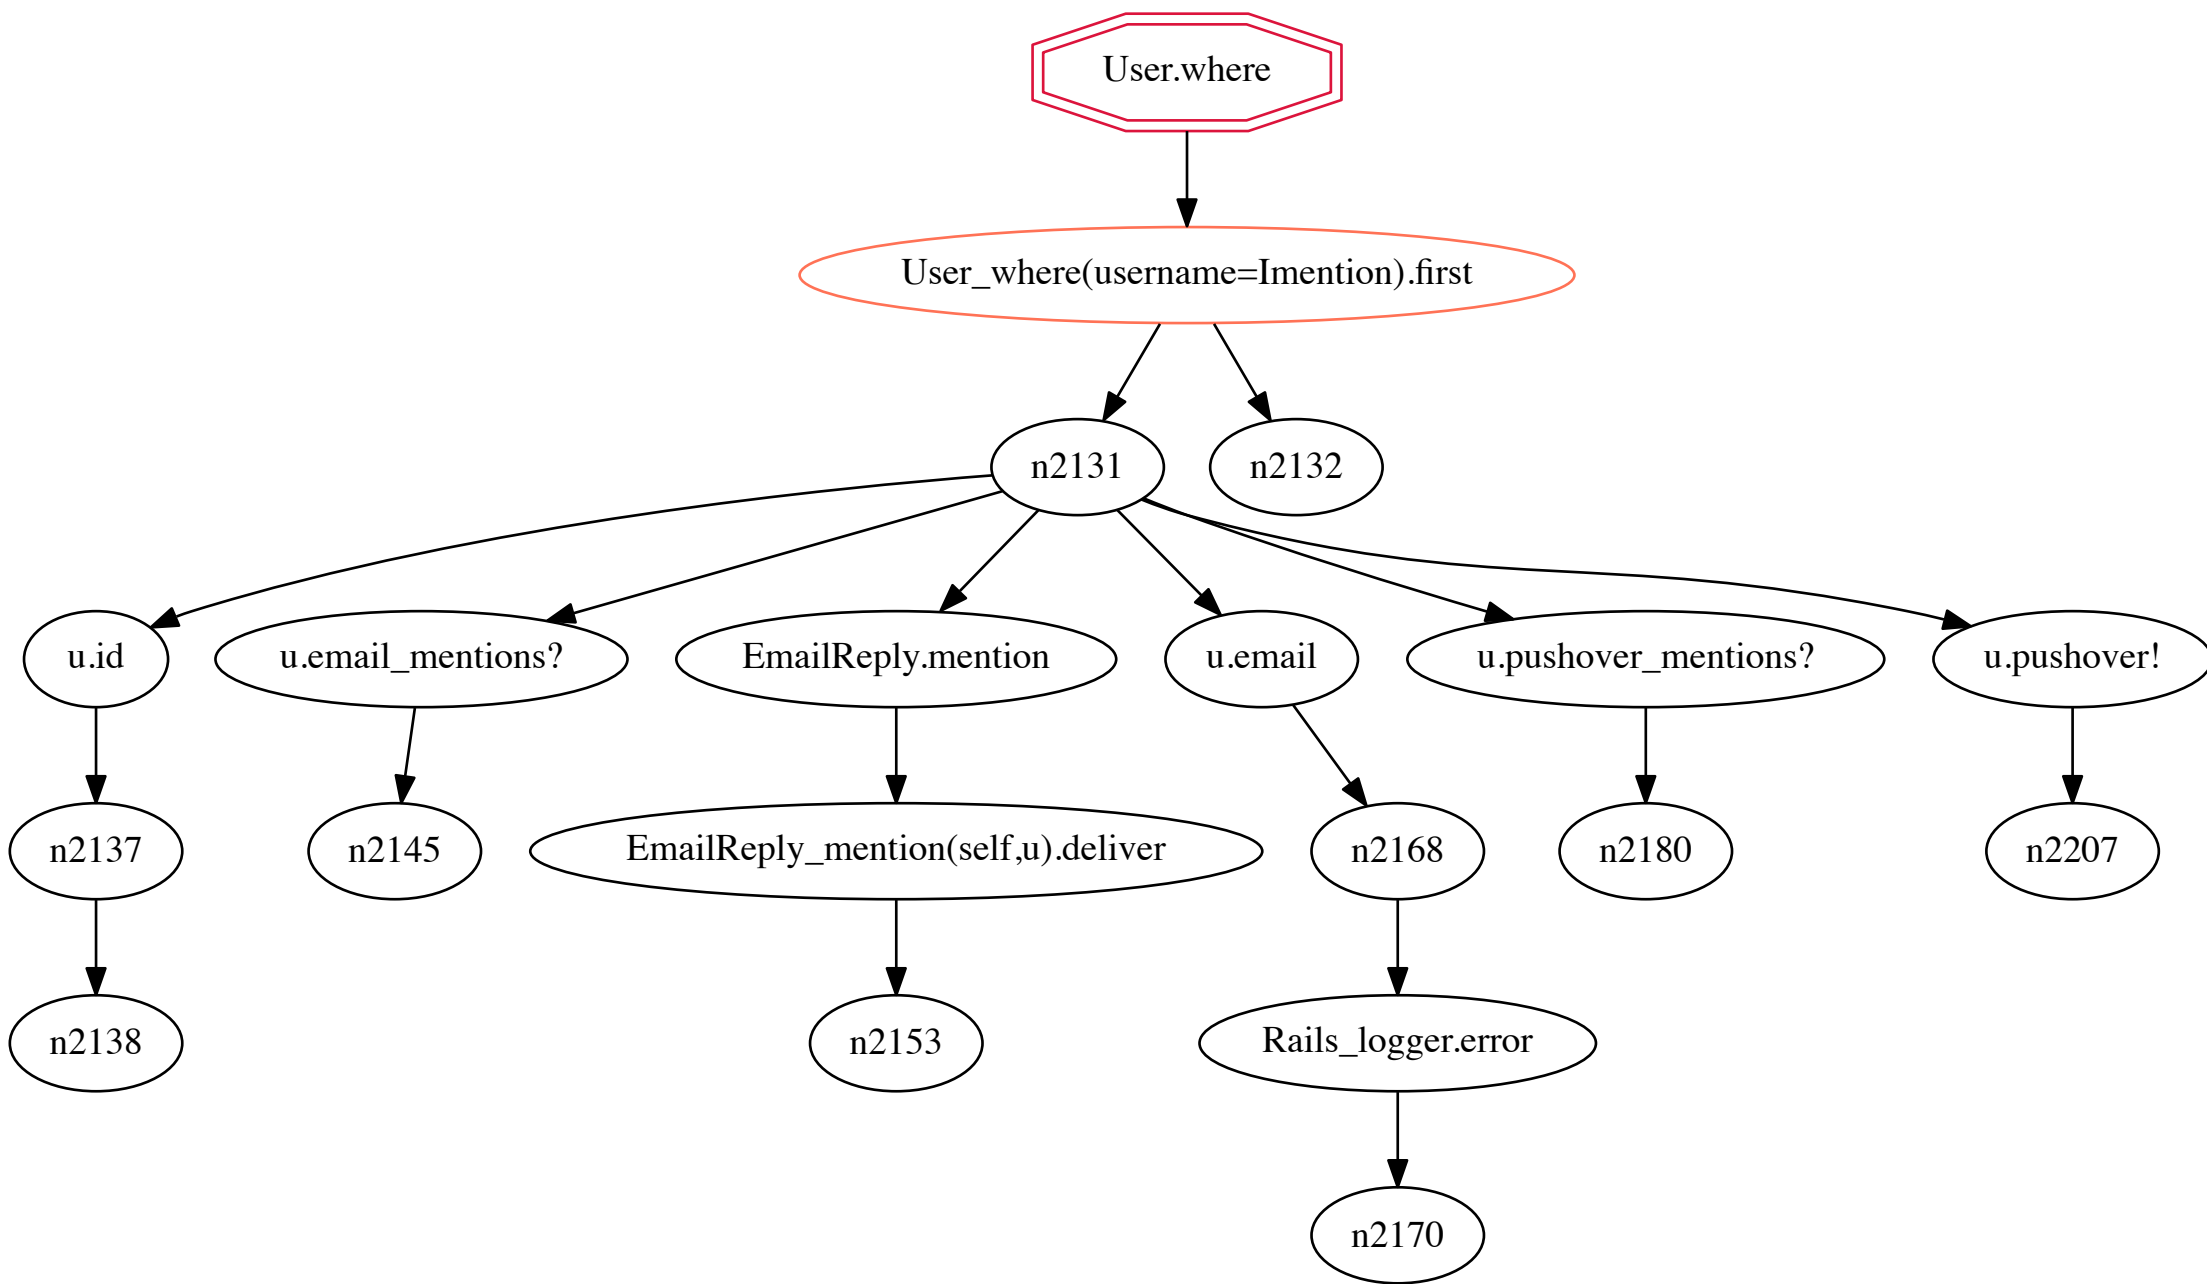 User.where
User_where(username=Imention).first
n2131
n2132
u.id
u.email_mentions?
EmailReply.mention
u.email
u.pushover_mentions?
u.pushover!
n2137
n2145
EmailReply_mention(self,u).deliver
n2168
n2180
n2207
n2138
n2153
Rails_logger.error
n2170